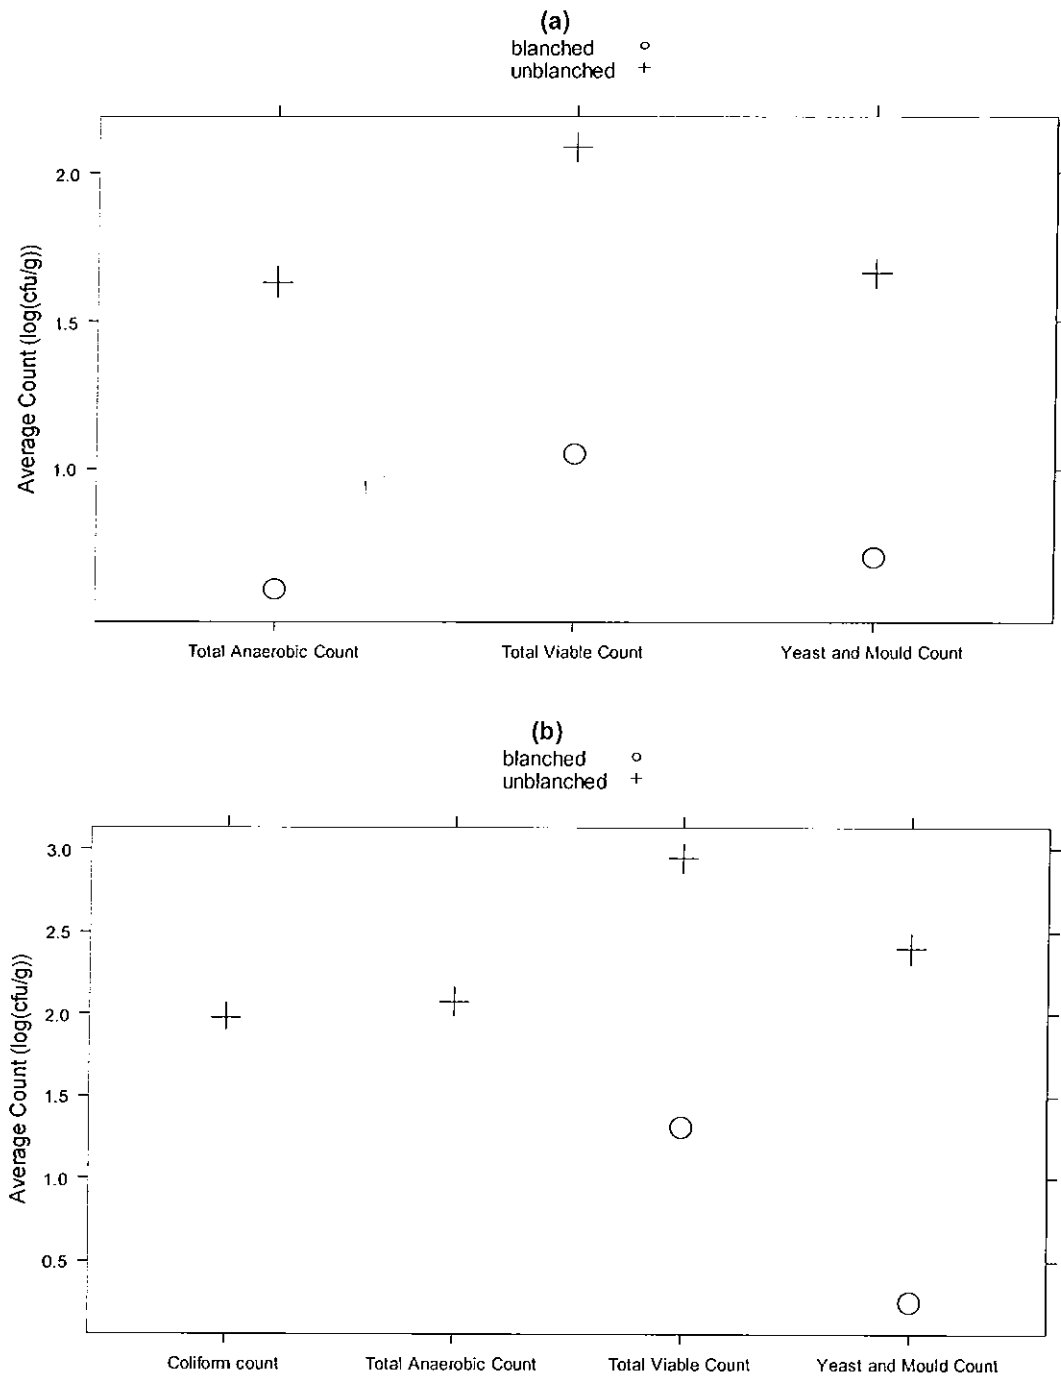 (a)
blanched
unblanched
2.0
1.5
1.0
Average Count (log(cfu/g))
Total Anaerobic Count
Total Viable Count
Yeast and Mould Count
(b)
blanched
unblanched
3.0
2.5
2.0
1.5
1.0
0.5
Average Count (log(cfu/g))
Coliform count
Total Anaerobic Count
Total Viable Count
Yeast and Mould Count